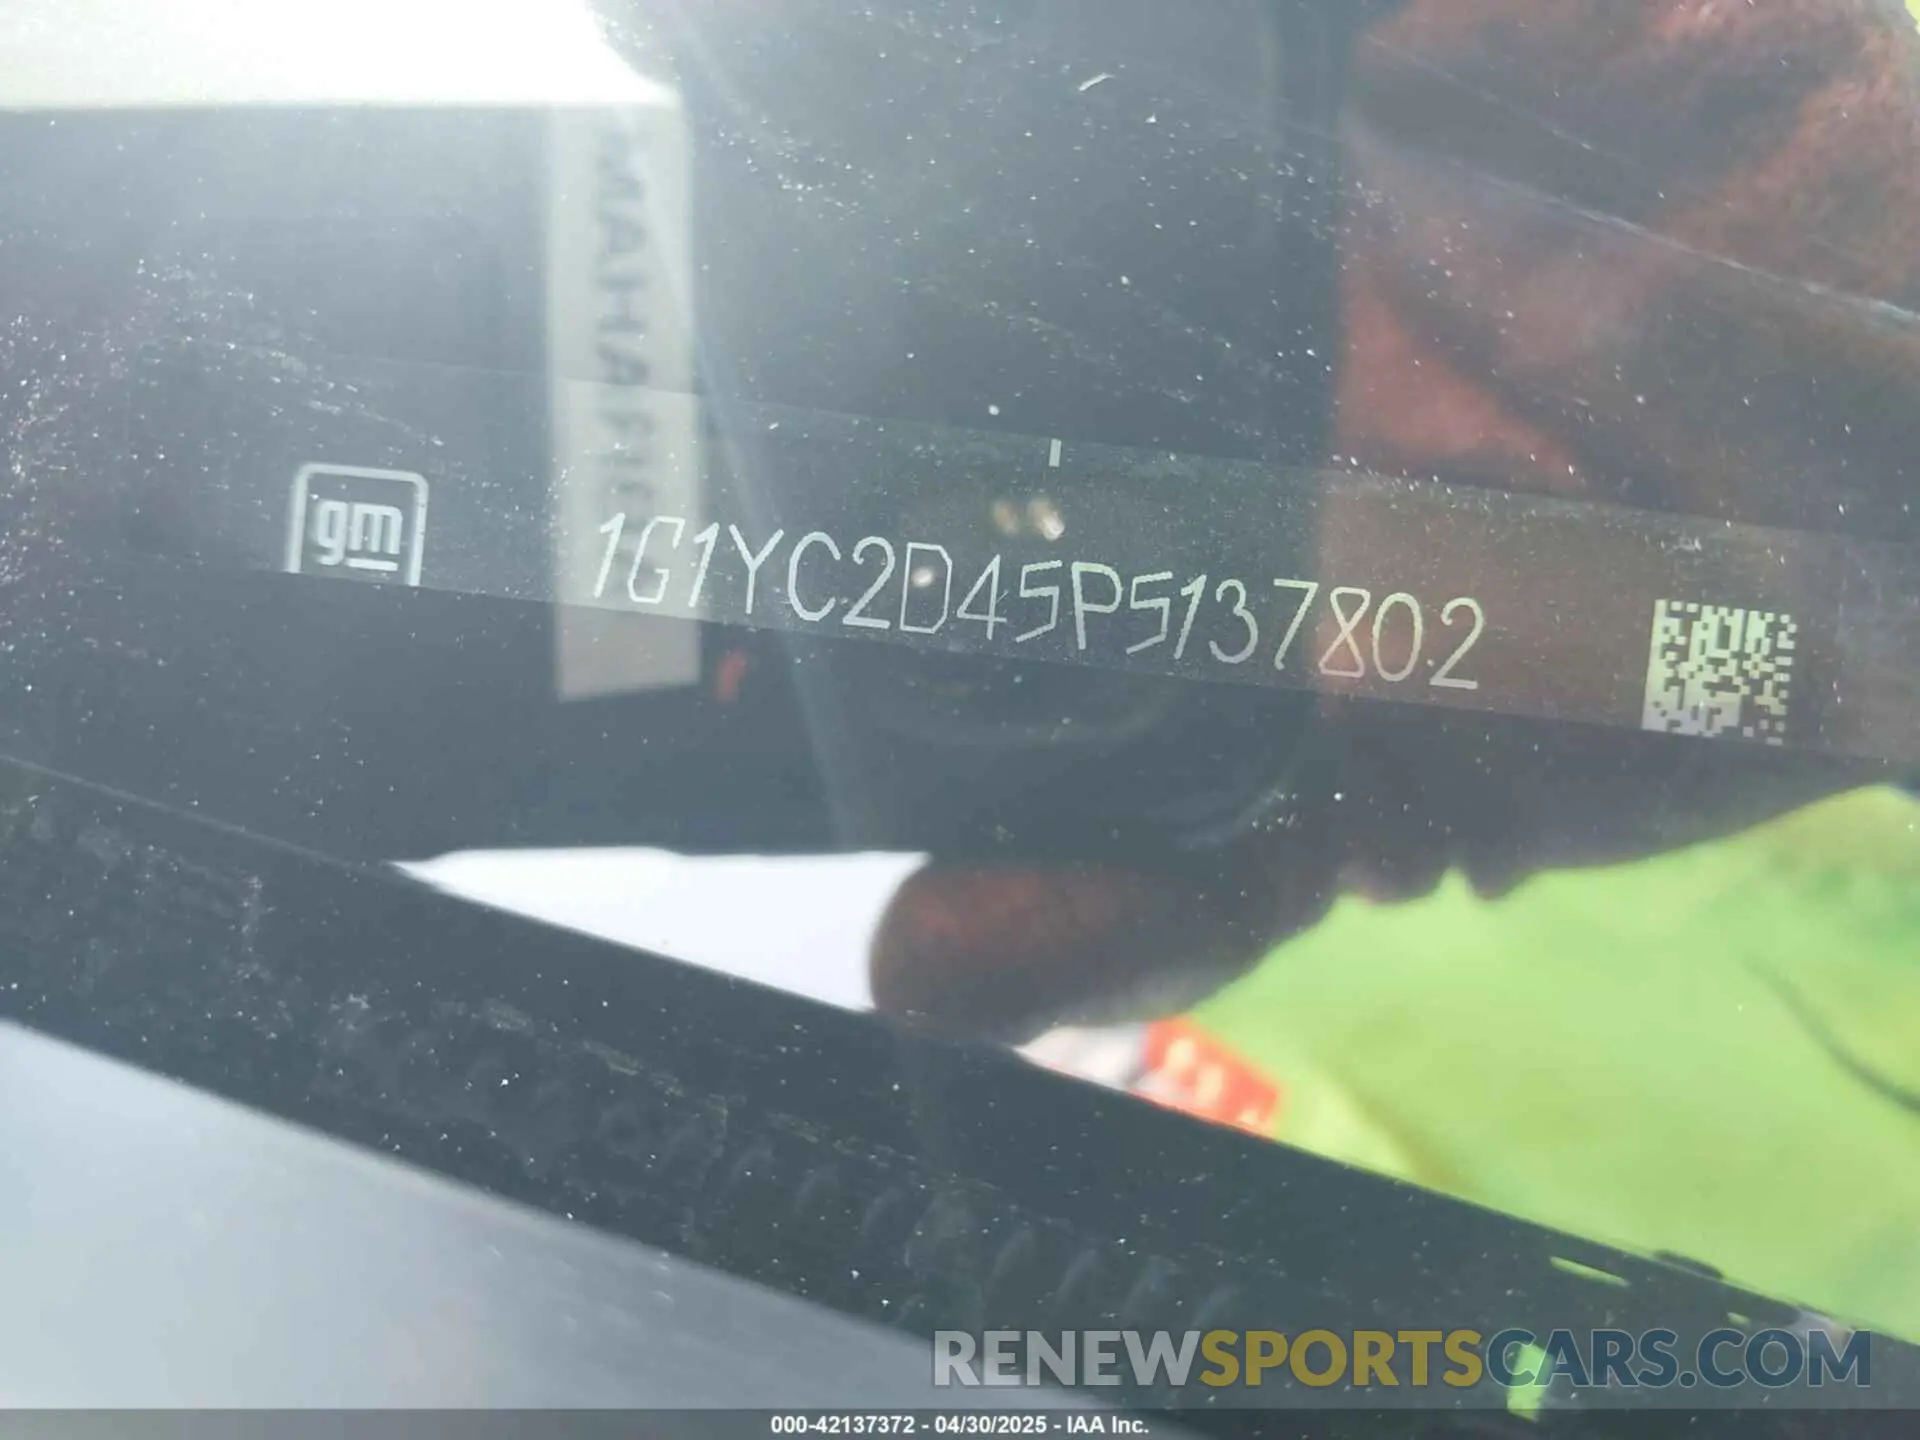 gm
1G1YC2D45P5137802
RENEWSPORTSCARS.COM
000-42137372 - 04/30/2025 - IAA Inc.